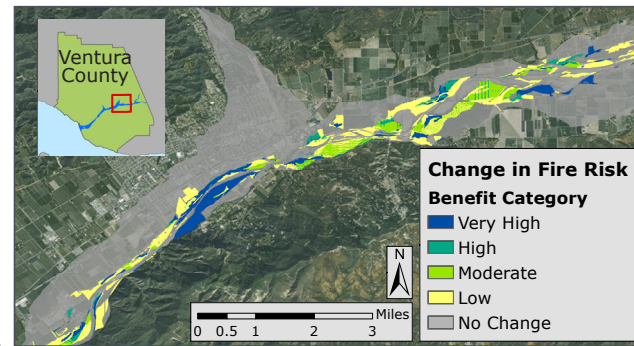 Ventura
County
Change in Fire Risk
Benefit Category
Very High
High
Moderate
Low
No Change
N
Miles
0 0.5 1 2 3